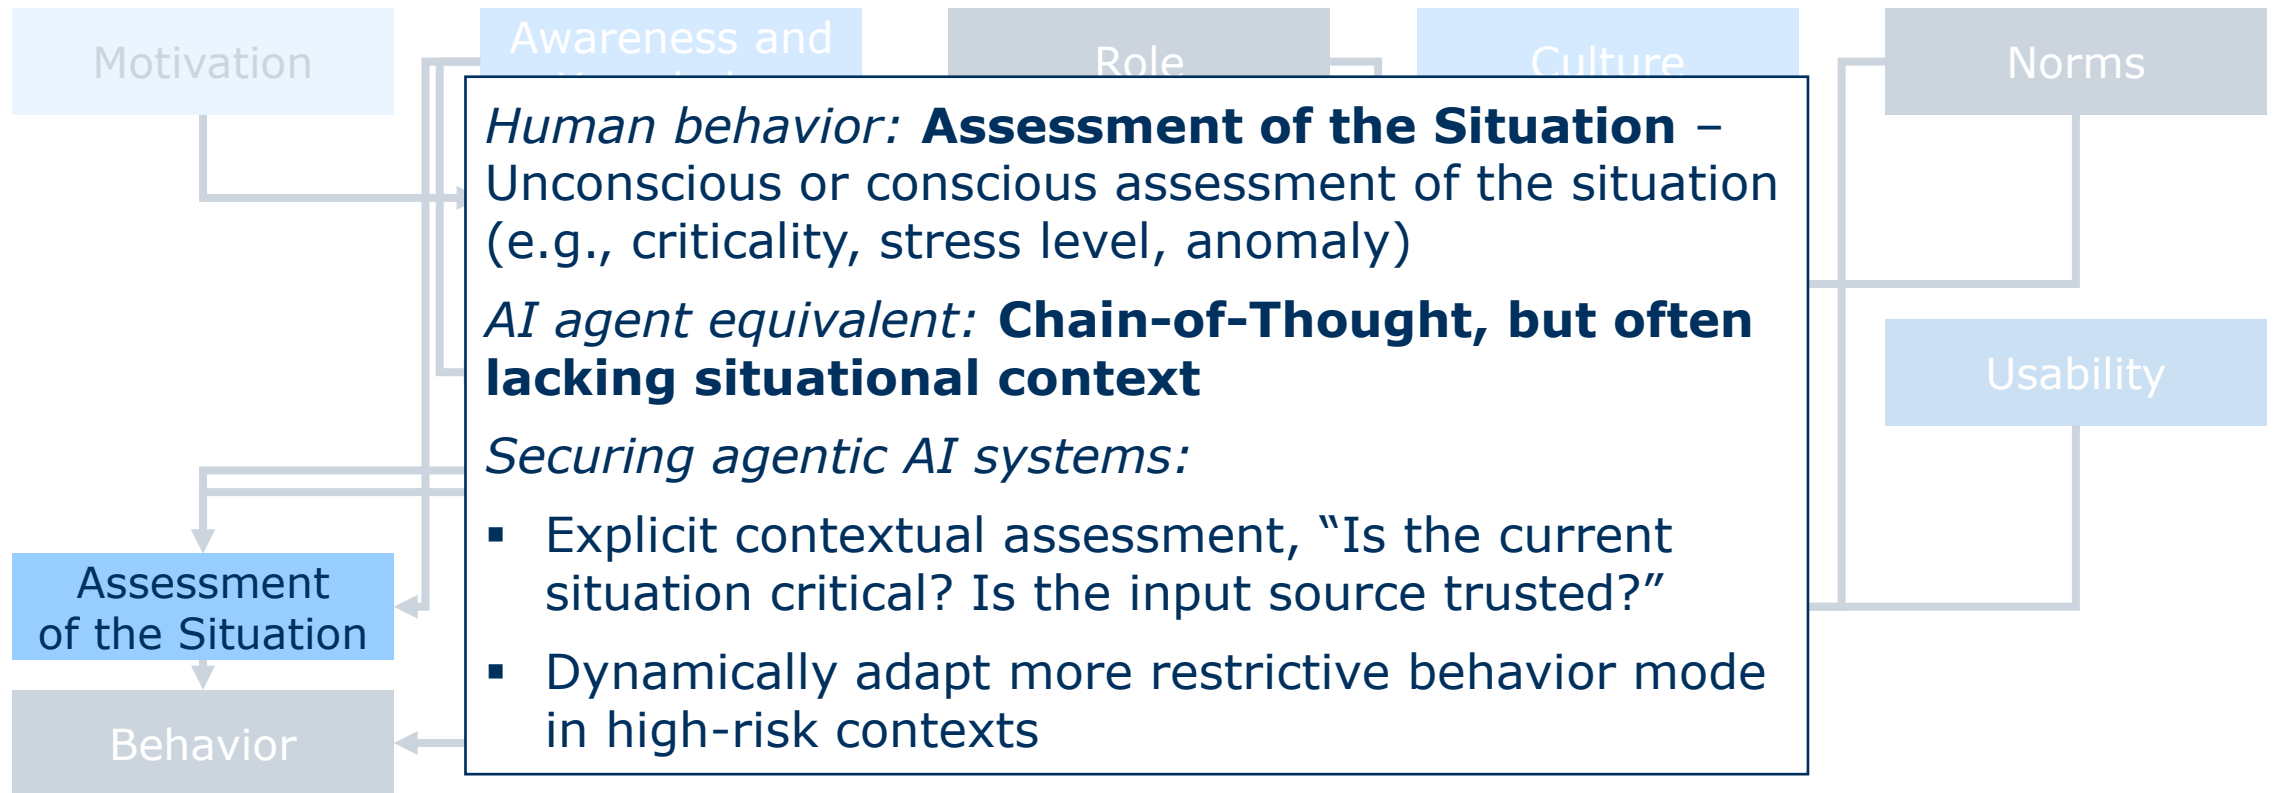 Motivation
Awareness and
Role
Culture
Norms
Human behavior: Assessment of the Situation –
Unconscious or conscious assessment of the situation
(e.g., criticality, stress level, anomaly)
AI agent equivalent: Chain-of-Thought, but often
lacking situational context
Securing agentic AI systems:
▪ Explicit contextual assessment, “Is the current
situation critical? Is the input source trusted?”
▪ Dynamically adapt more restrictive behavior mode
in high-risk contexts
Usability
Assessment
of the Situation
Behavior